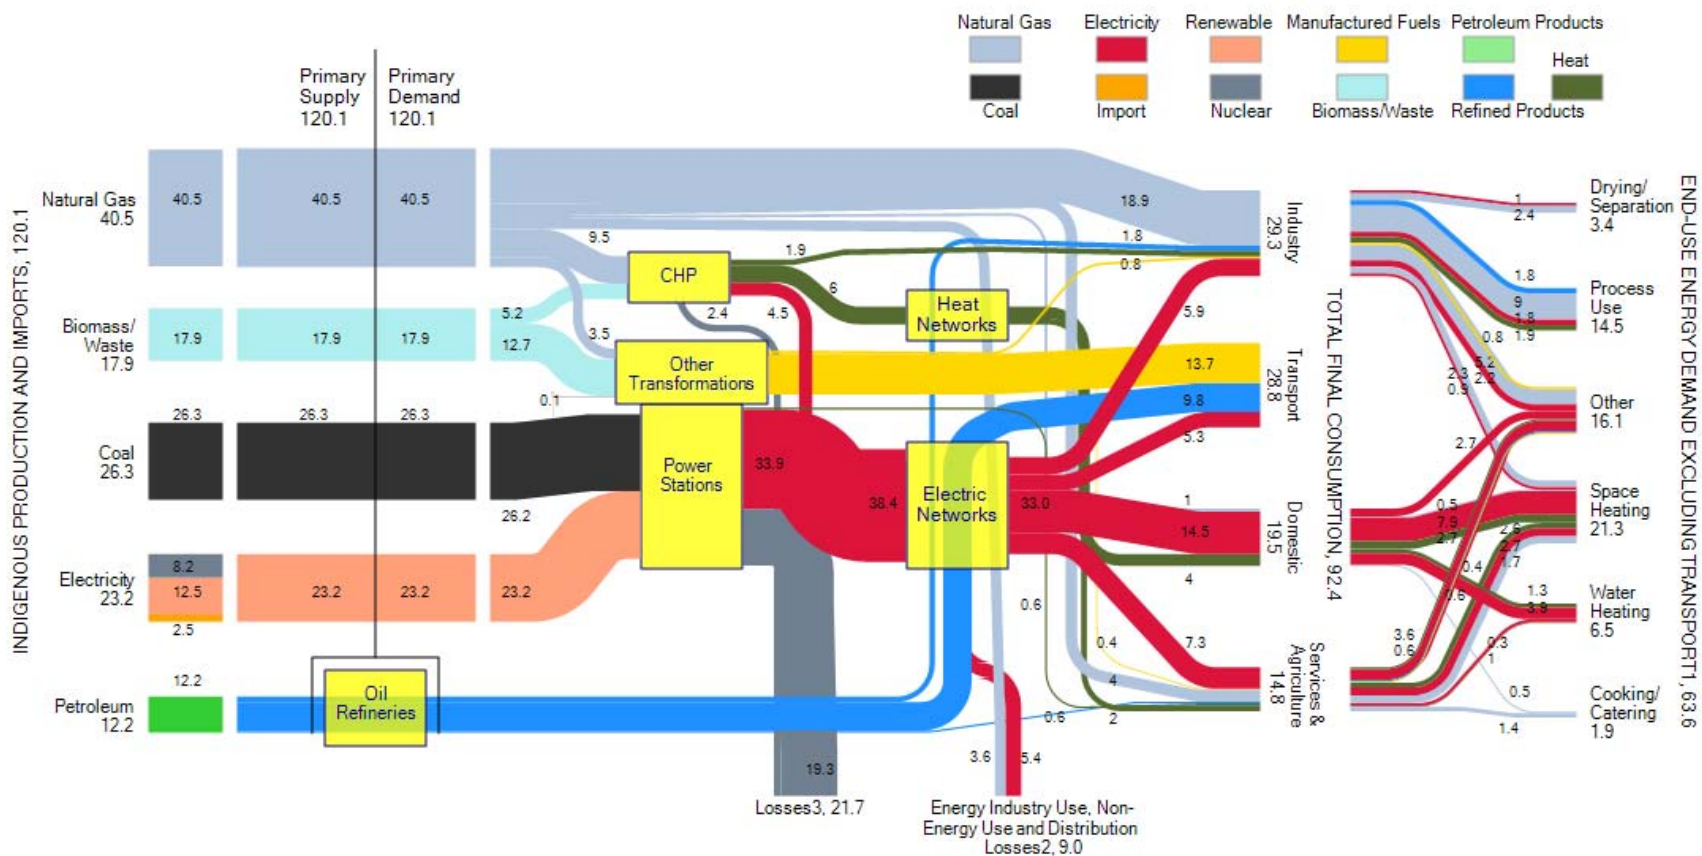 Natural Gas
Electricity
Renewable
Manufactured Fuels
Petroleum Products
Heat
Coal
Import
Nuclear
Biomass/Waste
Refined Products
Primary
Supply
120.1
Primary
Demand
120.1
INDIGENOUS PRODUCTION AND IMPORTS, 120.1
Natural Gas
40.5
40.5
40.5
40.5
Biomass/
Waste
17.9
17.9
17.9
17.9
Coal
26.3
26.3
26.3
26.3
Electricity
23.2
8.2
12.5
2.5
23.2
23.2
23.2
Petroleum
12.2
12.2
Oil
Refineries
9.5
5.2
12.7
3.5
0.1
26.2
CHP
Other
Transformations
Power
Stations
1.9
6
2.4
4.5
33.9
38.4
19.3
Losses3, 21.7
Heat
Networks
Electric
Networks
33.0
3.6
5.4
Energy Industry Use, Non-
Energy Use and Distribution
Losses2, 9.0
18.9
1.8
0.8
5.9
13.7
9.8
5.3
1
14.5
4
0.6
0.4
7.3
4
0.6
2
Industry
29.3
Transport
28.8
Domestic
19.5
Services &
Agriculture
14.8
TOTAL FINAL CONSUMPTION, 92.4
1
2.4
1.8
9
1.8
1.9
0.8
5.2
2.2
2.3
0.9
2.7
0.5
7.9
2.7
2.6
2.7
1.7
0.4
0.6
1.3
3.9
3.6
0.6
0.3
1
0.5
1.4
Drying/
Separation
3.4
Process
Use
14.5
Other
16.1
Space
Heating
21.3
Water
Heating
6.5
Cooking/
Catering
1.9
END-USE ENERGY DEMAND EXCLUDING TRANSPORT1, 63.6